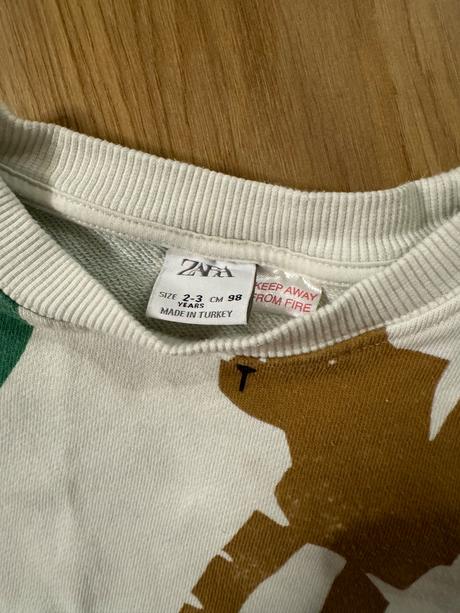 ZARA
SIZE 2-3 CM 98
YEARS
MADE IN TURKEY
KEEP AWAY
FROM FIRE